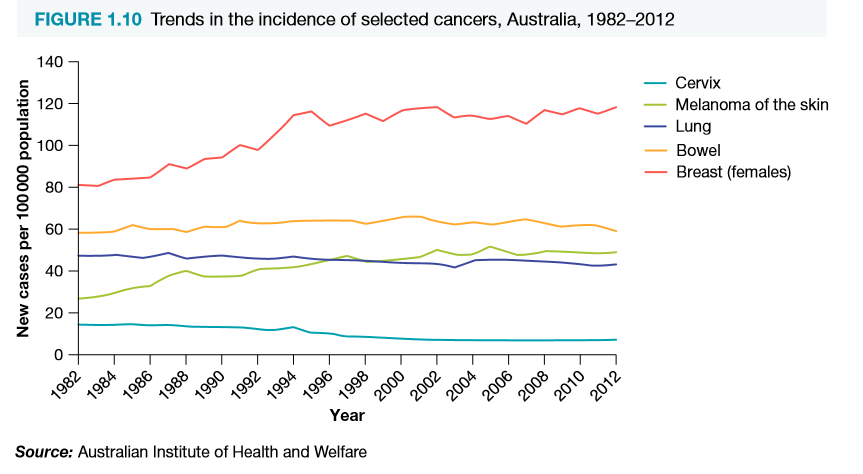 FIGURE 1.10 Trends in the incidence of selected cancers, Australia, 1982–2012
New cases per 100 000 population
140
120
100
80
60
40
20
0
1982
1984
1986
1988
1990
1992
1994
1996
1998
2000
2002
2004
2006
2008
2010
2012
Year
Cervix
Melanoma of the skin
Lung
Bowel
Breast (females)
Source: Australian Institute of Health and Welfare